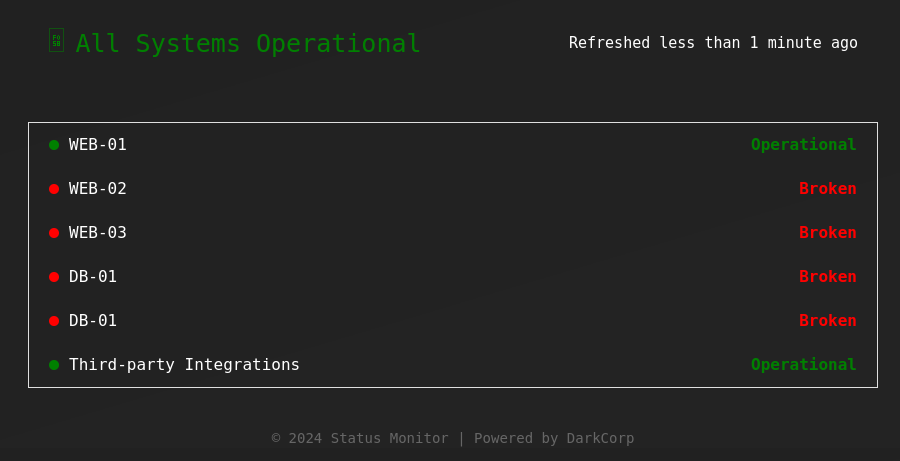 All Systems Operational
Refreshed less than 1 minute ago
WEB-01 Operational
WEB-02 Broken
WEB-03 Broken
DB-01 Broken
DB-01 Broken
Third-party Integrations Operational
© 2024 Status Monitor | Powered by DarkCorp